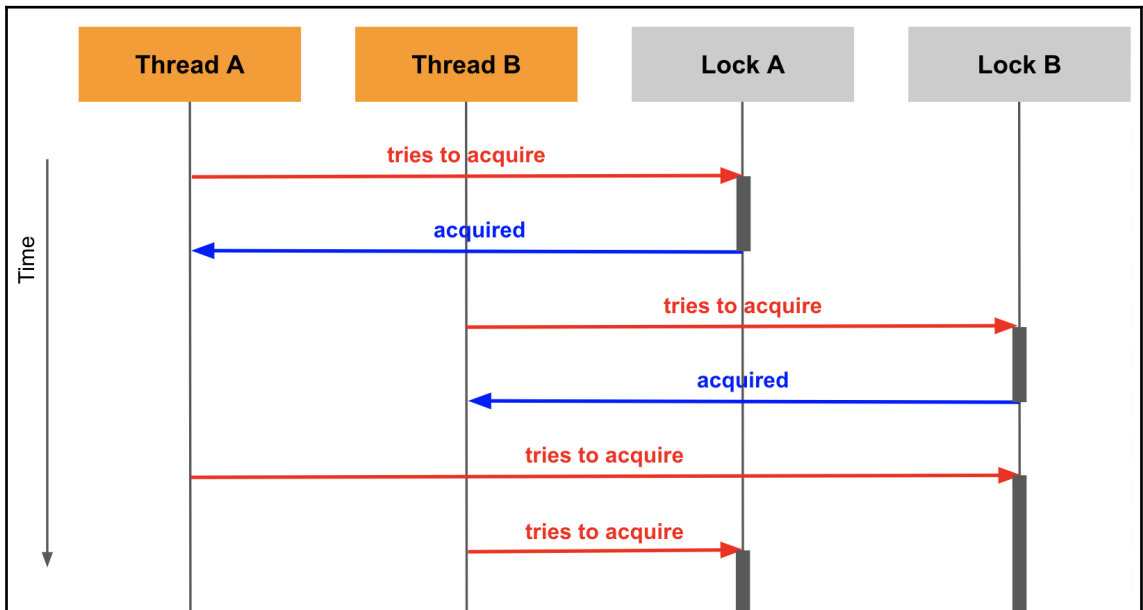 Thread A
Thread B
Lock A
Lock B
Time
tries to acquire
acquired
tries to acquire
acquired
tries to acquire
tries to acquire